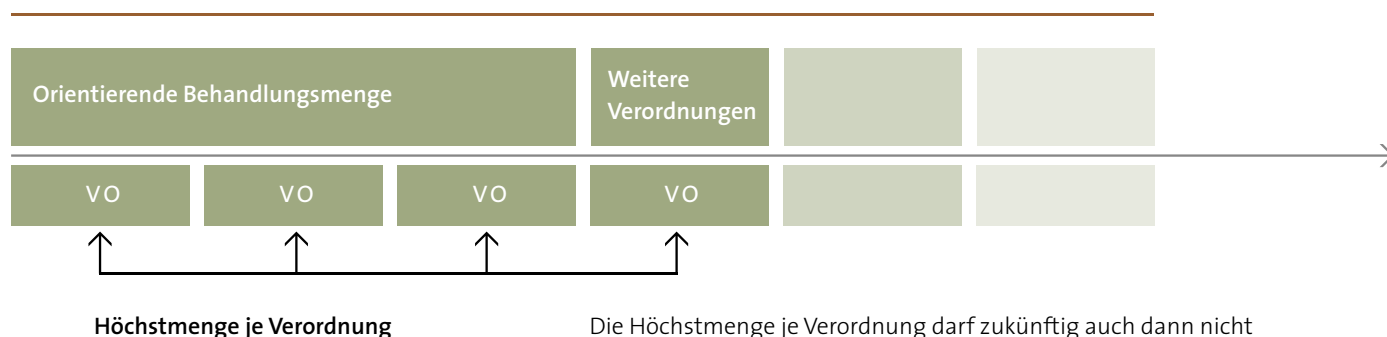 Orientierende Behandlungsmenge
Weitere
Verordnungen
VO VO VO VO
Höchstmenge je Verordnung
Die Höchstmenge je Verordnung darf zukünftig auch dann nicht